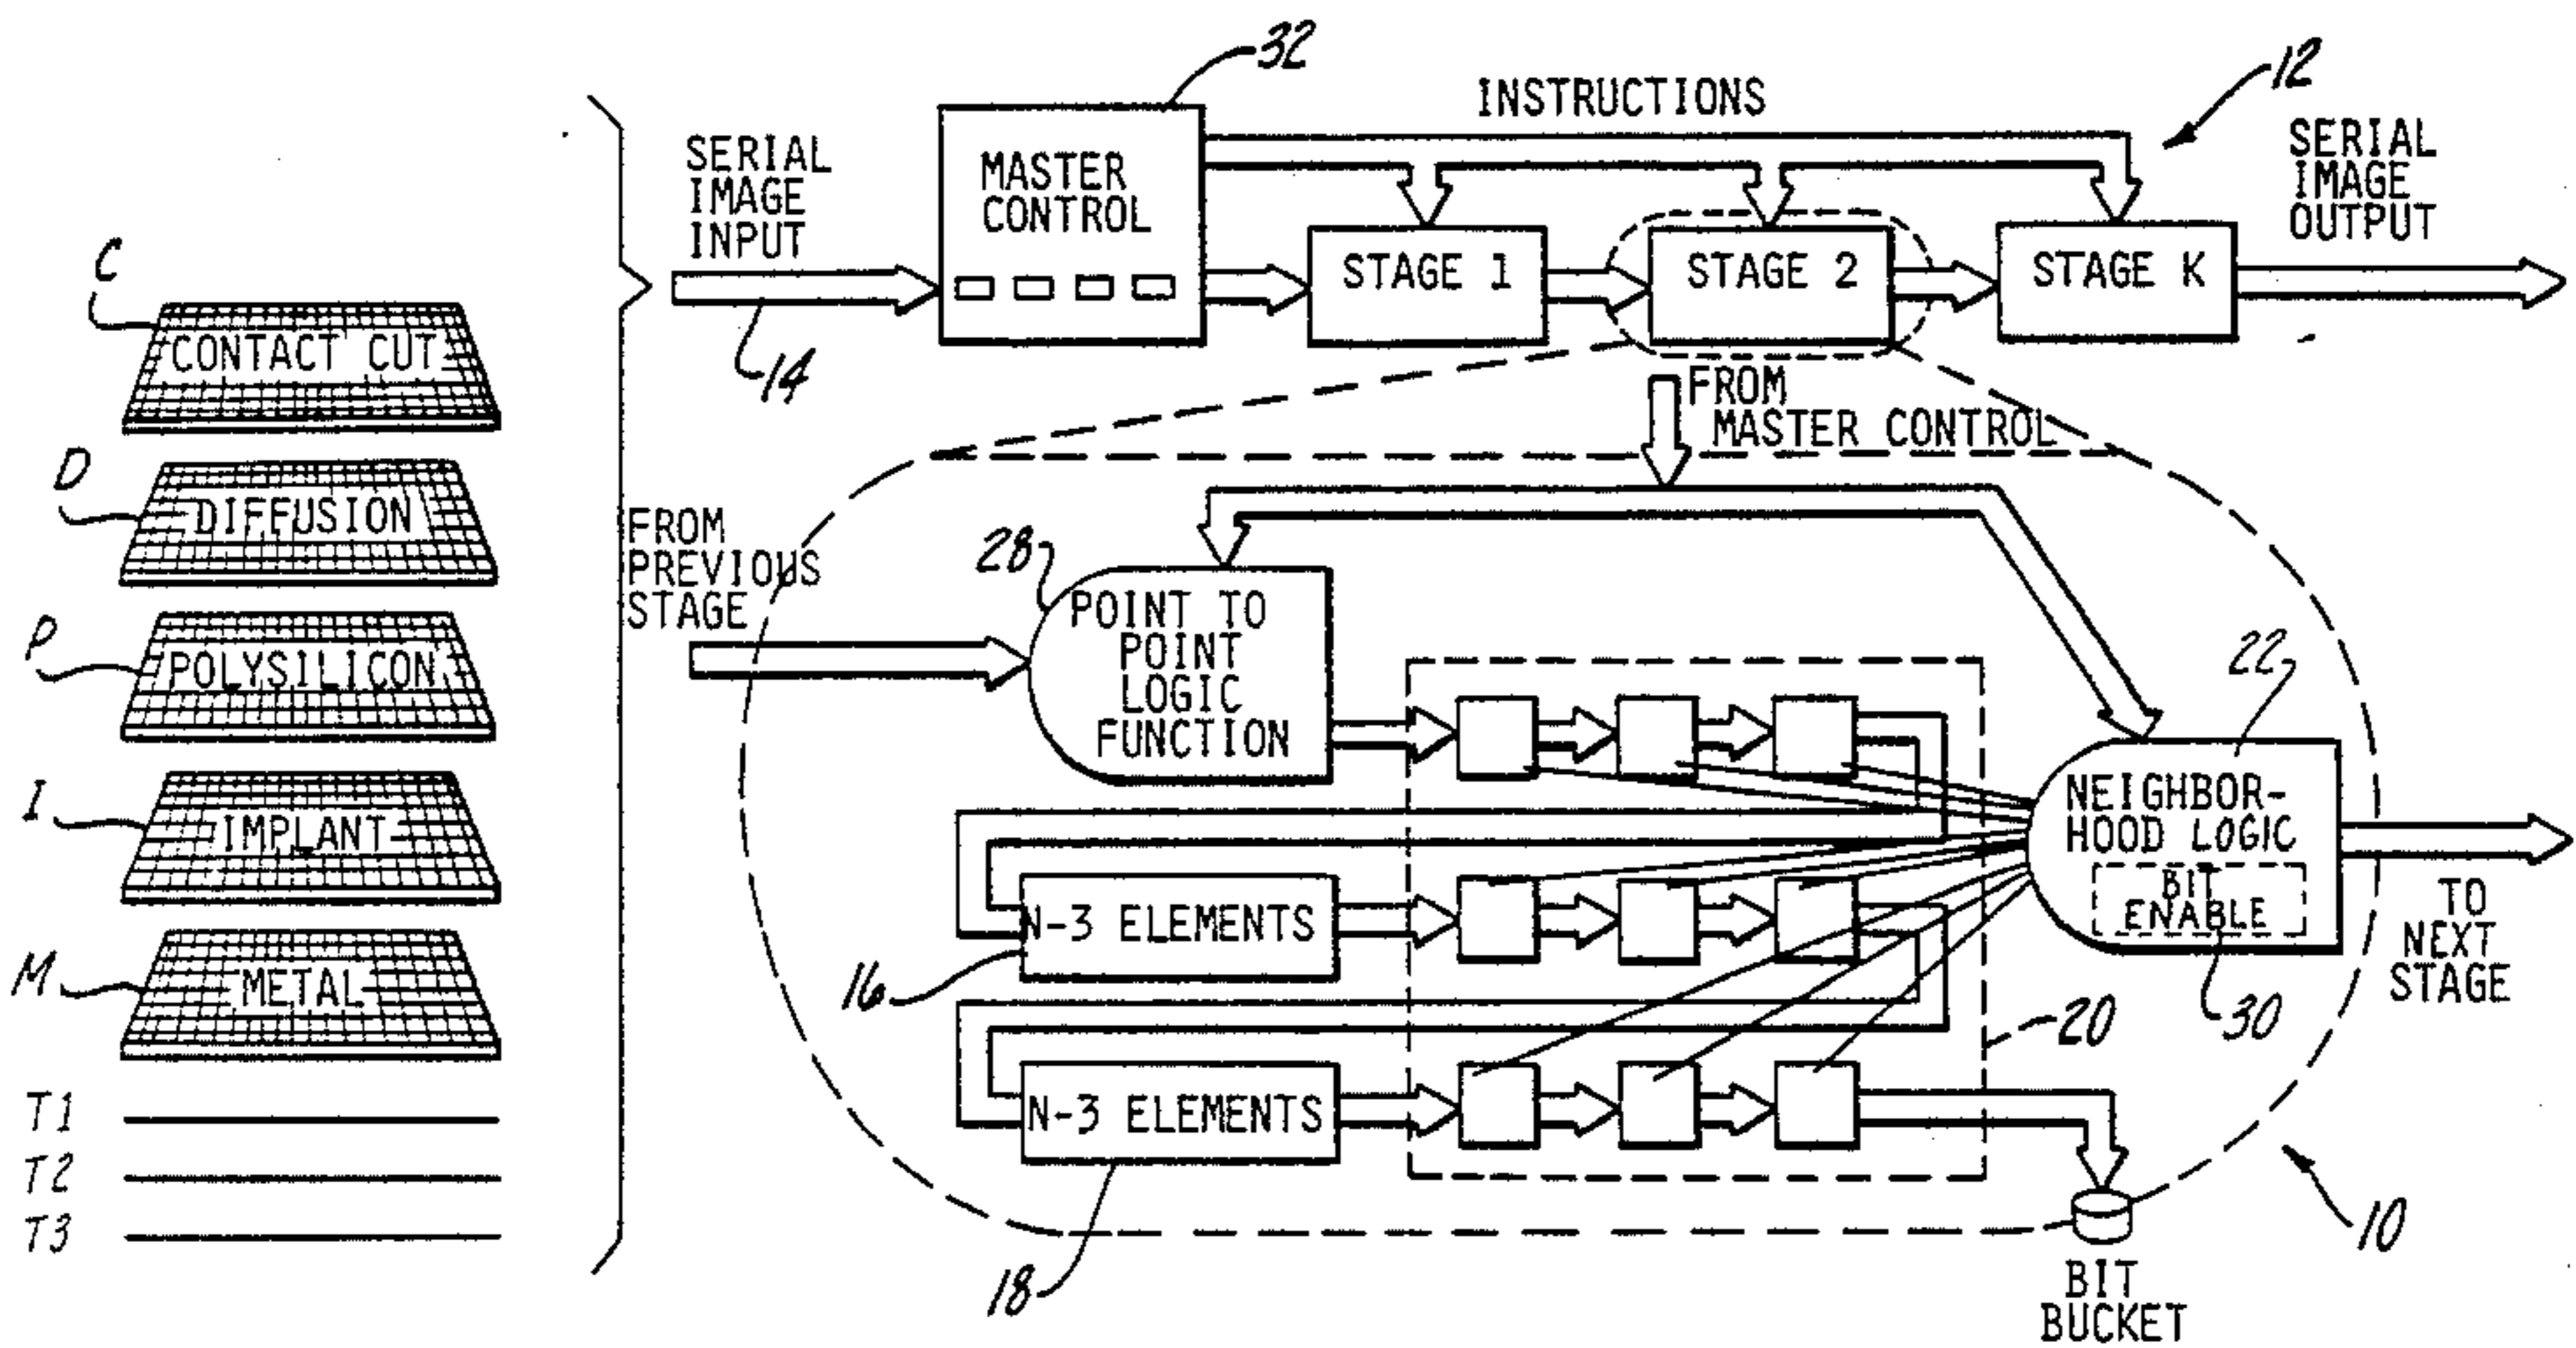 C
CONTACT CUT
D
DIFFUSION
P
POLYSILICON
I
IMPLANT
M
METAL
T1
T2
T3
SERIAL
IMAGE
INPUT
14
32
MASTER
CONTROL
INSTRUCTIONS
12
STAGE 1
STAGE 2
STAGE K
SERIAL
IMAGE
OUTPUT
FROM
MASTER CONTROL
FROM
PREVIOUS
STAGE
28
POINT TO
POINT
LOGIC
FUNCTION
22
NEIGHBOR-
HOOD LOGIC
BIT
ENABLE
30
TO
NEXT
STAGE
N-3 ELEMENTS
16
20
N-3 ELEMENTS
18
10
BIT
BUCKET